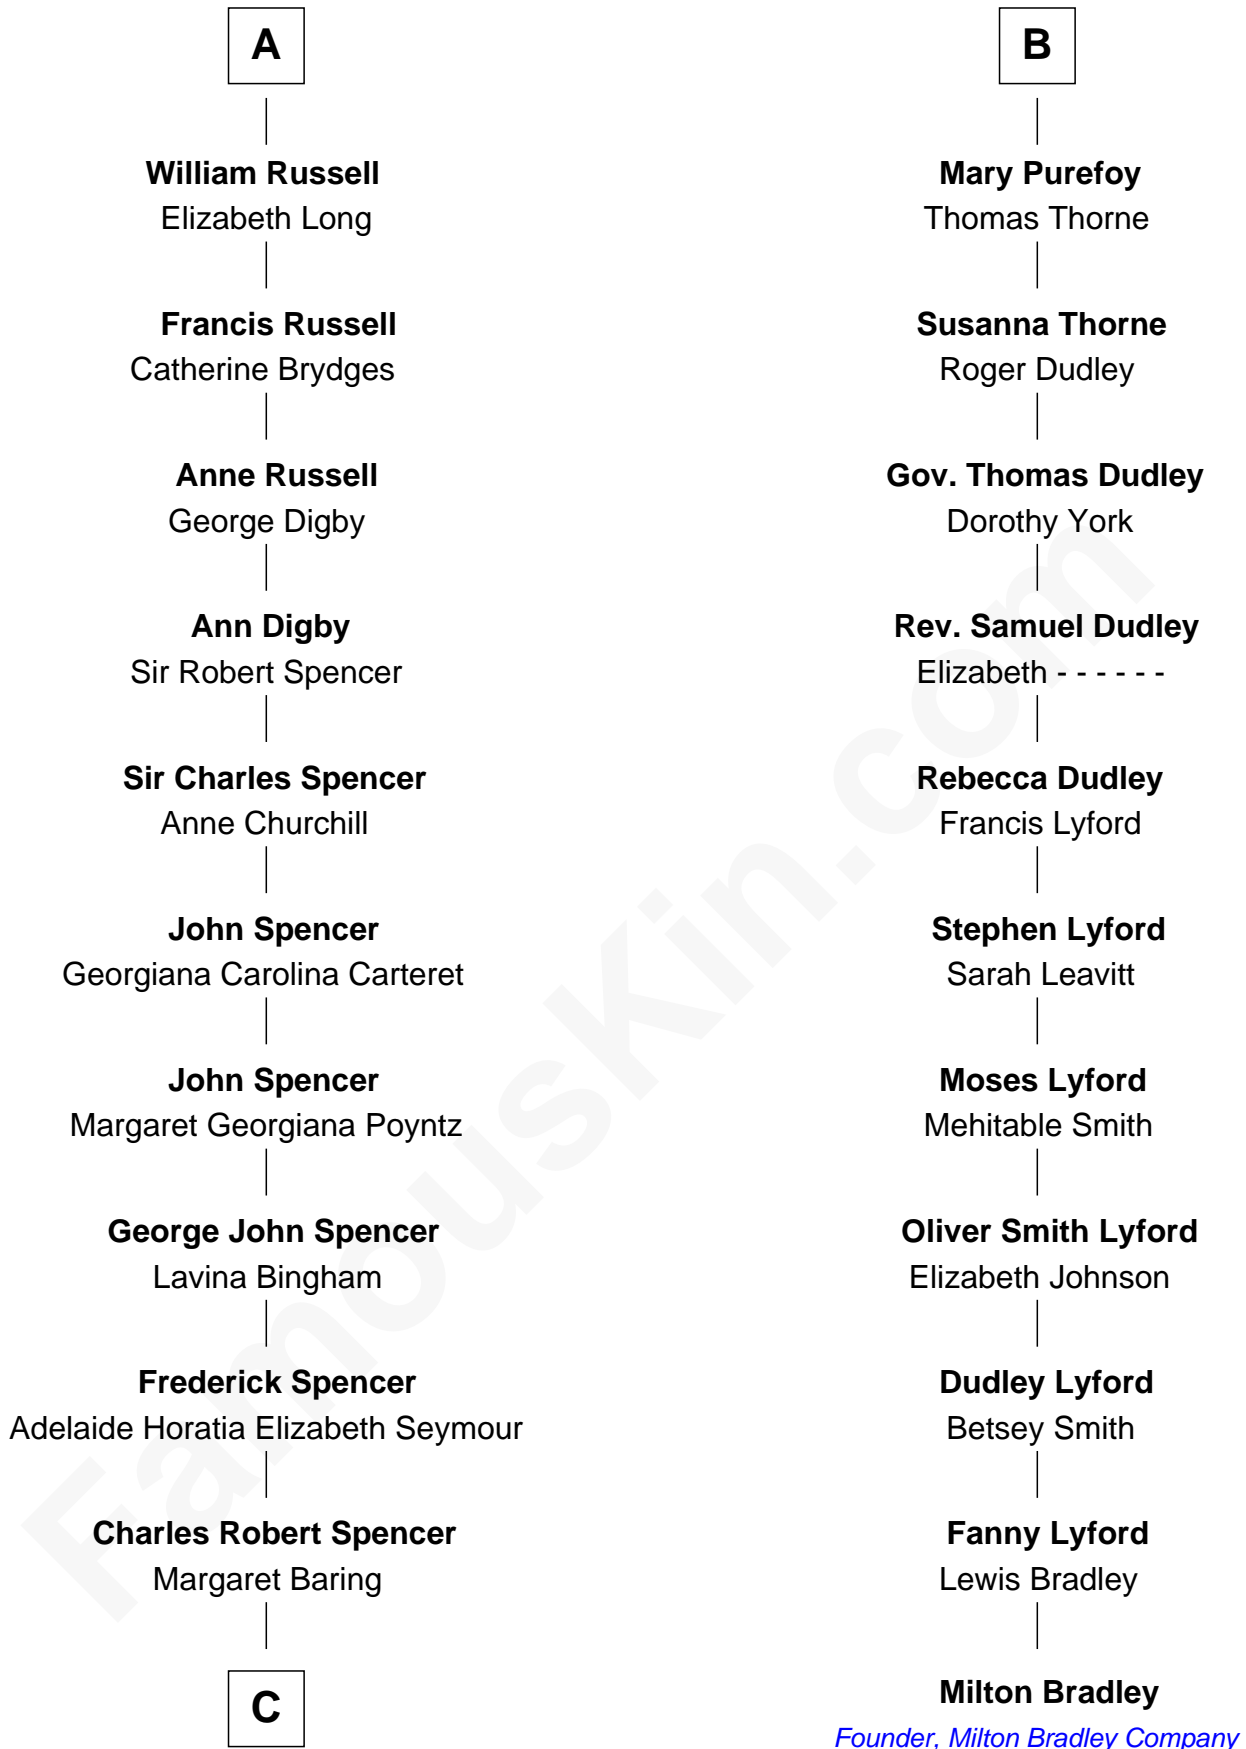 A
William Russell
Elizabeth Long
Francis Russell
Catherine Brydges
Anne Russell
George Digby
Ann Digby
Sir Robert Spencer
Sir Charles Spencer
Anne Churchill
John Spencer
Georgiana Carolina Carteret
John Spencer
Margaret Georgiana Poyntz
George John Spencer
Lavina Bingham
Frederick Spencer
Adelaide Horatia Elizabeth Seymour
Charles Robert Spencer
Margaret Baring
C
B
Mary Purefoy
Thomas Thorne
Susanna Thorne
Roger Dudley
Gov. Thomas Dudley
Dorothy York
Rev. Samuel Dudley
Elizabeth - - - - - -
Rebecca Dudley
Francis Lyford
Stephen Lyford
Sarah Leavitt
Moses Lyford
Mehitable Smith
Oliver Smith Lyford
Elizabeth Johnson
Dudley Lyford
Betsey Smith
Fanny Lyford
Lewis Bradley
Milton Bradley
Founder, Milton Bradley Company
FamousKin.com